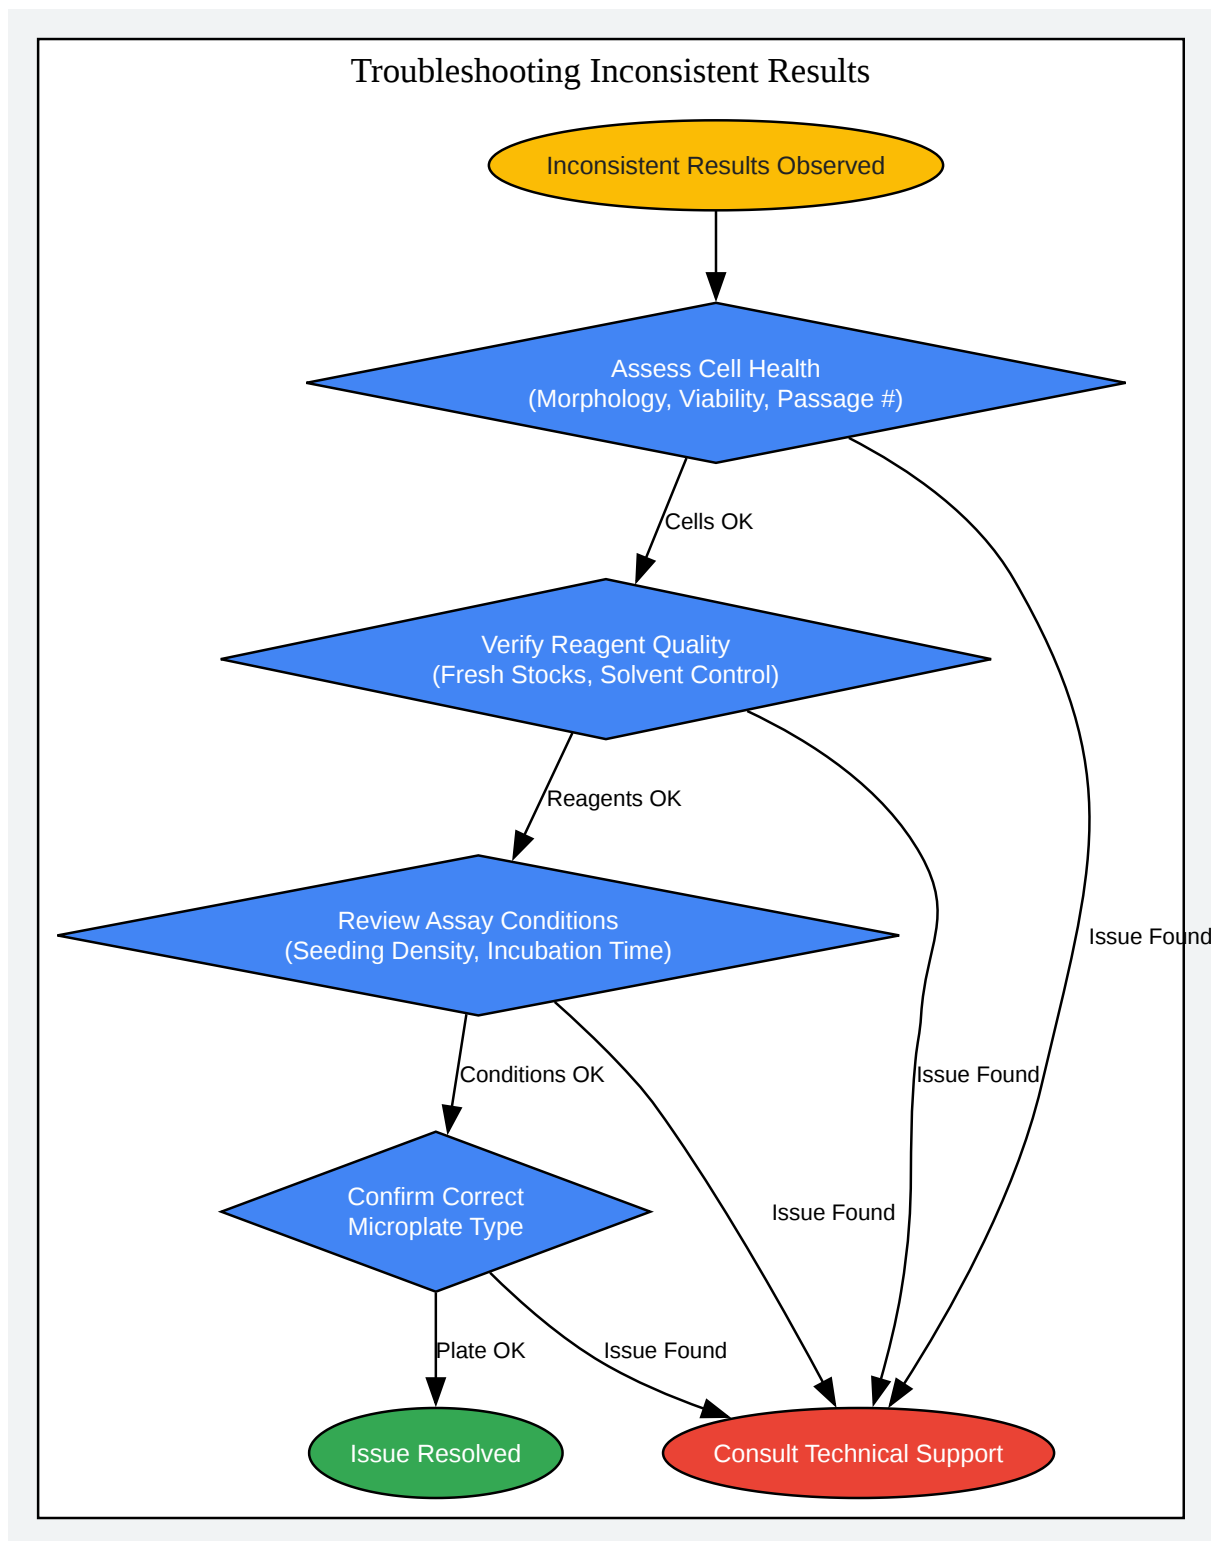 Troubleshooting Inconsistent Results
Inconsistent Results Observed
Assess Cell Health
(Morphology, Viability, Passage #)
Cells OK
Verify Reagent Quality
(Fresh Stocks, Solvent Control)
Reagents OK
Review Assay Conditions
(Seeding Density, Incubation Time)
Issue Found
Conditions OK
Issue Found
Confirm Correct
Microplate Type
Issue Found
Plate OK
Issue Found
Issue Resolved
Consult Technical Support